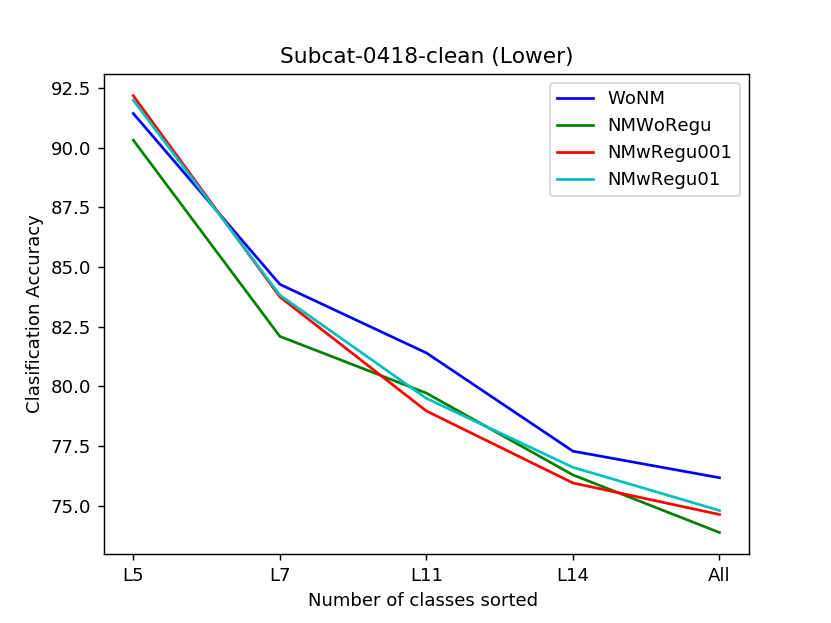 Subcat-0418-clean (Lower)
WoNM
NMWoRegu
NMwRegu001
NMwRegu01
Clasification Accuracy
92.5
90.0
87.5
85.0
82.5
80.0
77.5
75.0
L5 L7 L11 L14 All
Number of classes sorted